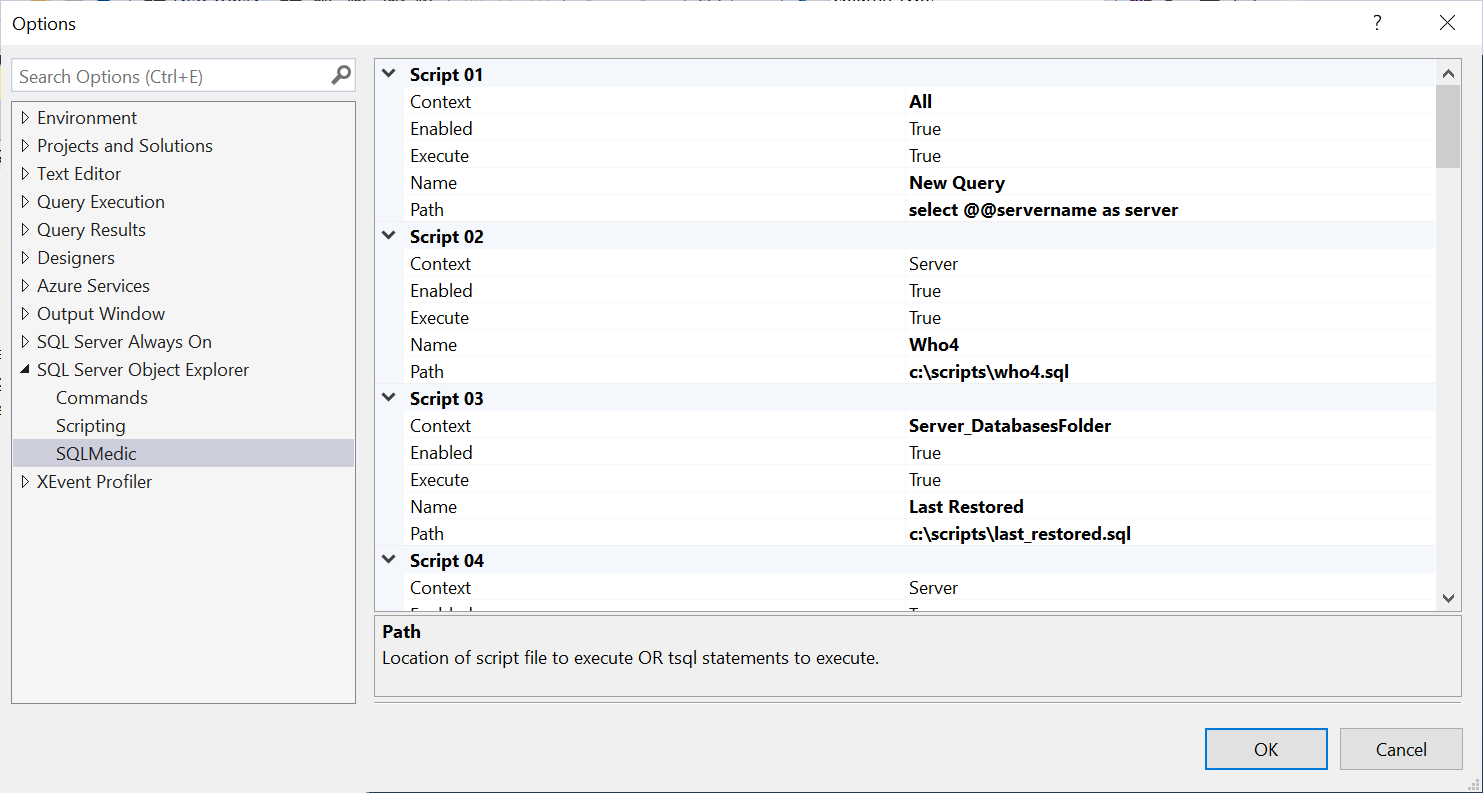 Options
?
Search Options (Ctrl+E)
Environment
Projects and Solutions
Text Editor
Query Execution
Query Results
Designers
Azure Services
Output Window
SQL Server Always On
SQL Server Object Explorer
Commands
Scripting
SQLMedic
XEvent Profiler
Script 01
Context All
Enabled True
Execute True
Name New Query
Path select @@servername as server
Script 02
Context Server
Enabled True
Execute True
Name Who4
Path c:\scripts\who4.sql
Script 03
Context Server_DatabasesFolder
Enabled True
Execute True
Name Last Restored
Path c:\scripts\last_restored.sql
Script 04
Context Server
Path
Location of script file to execute OR tsql statements to execute.
OK
Cancel